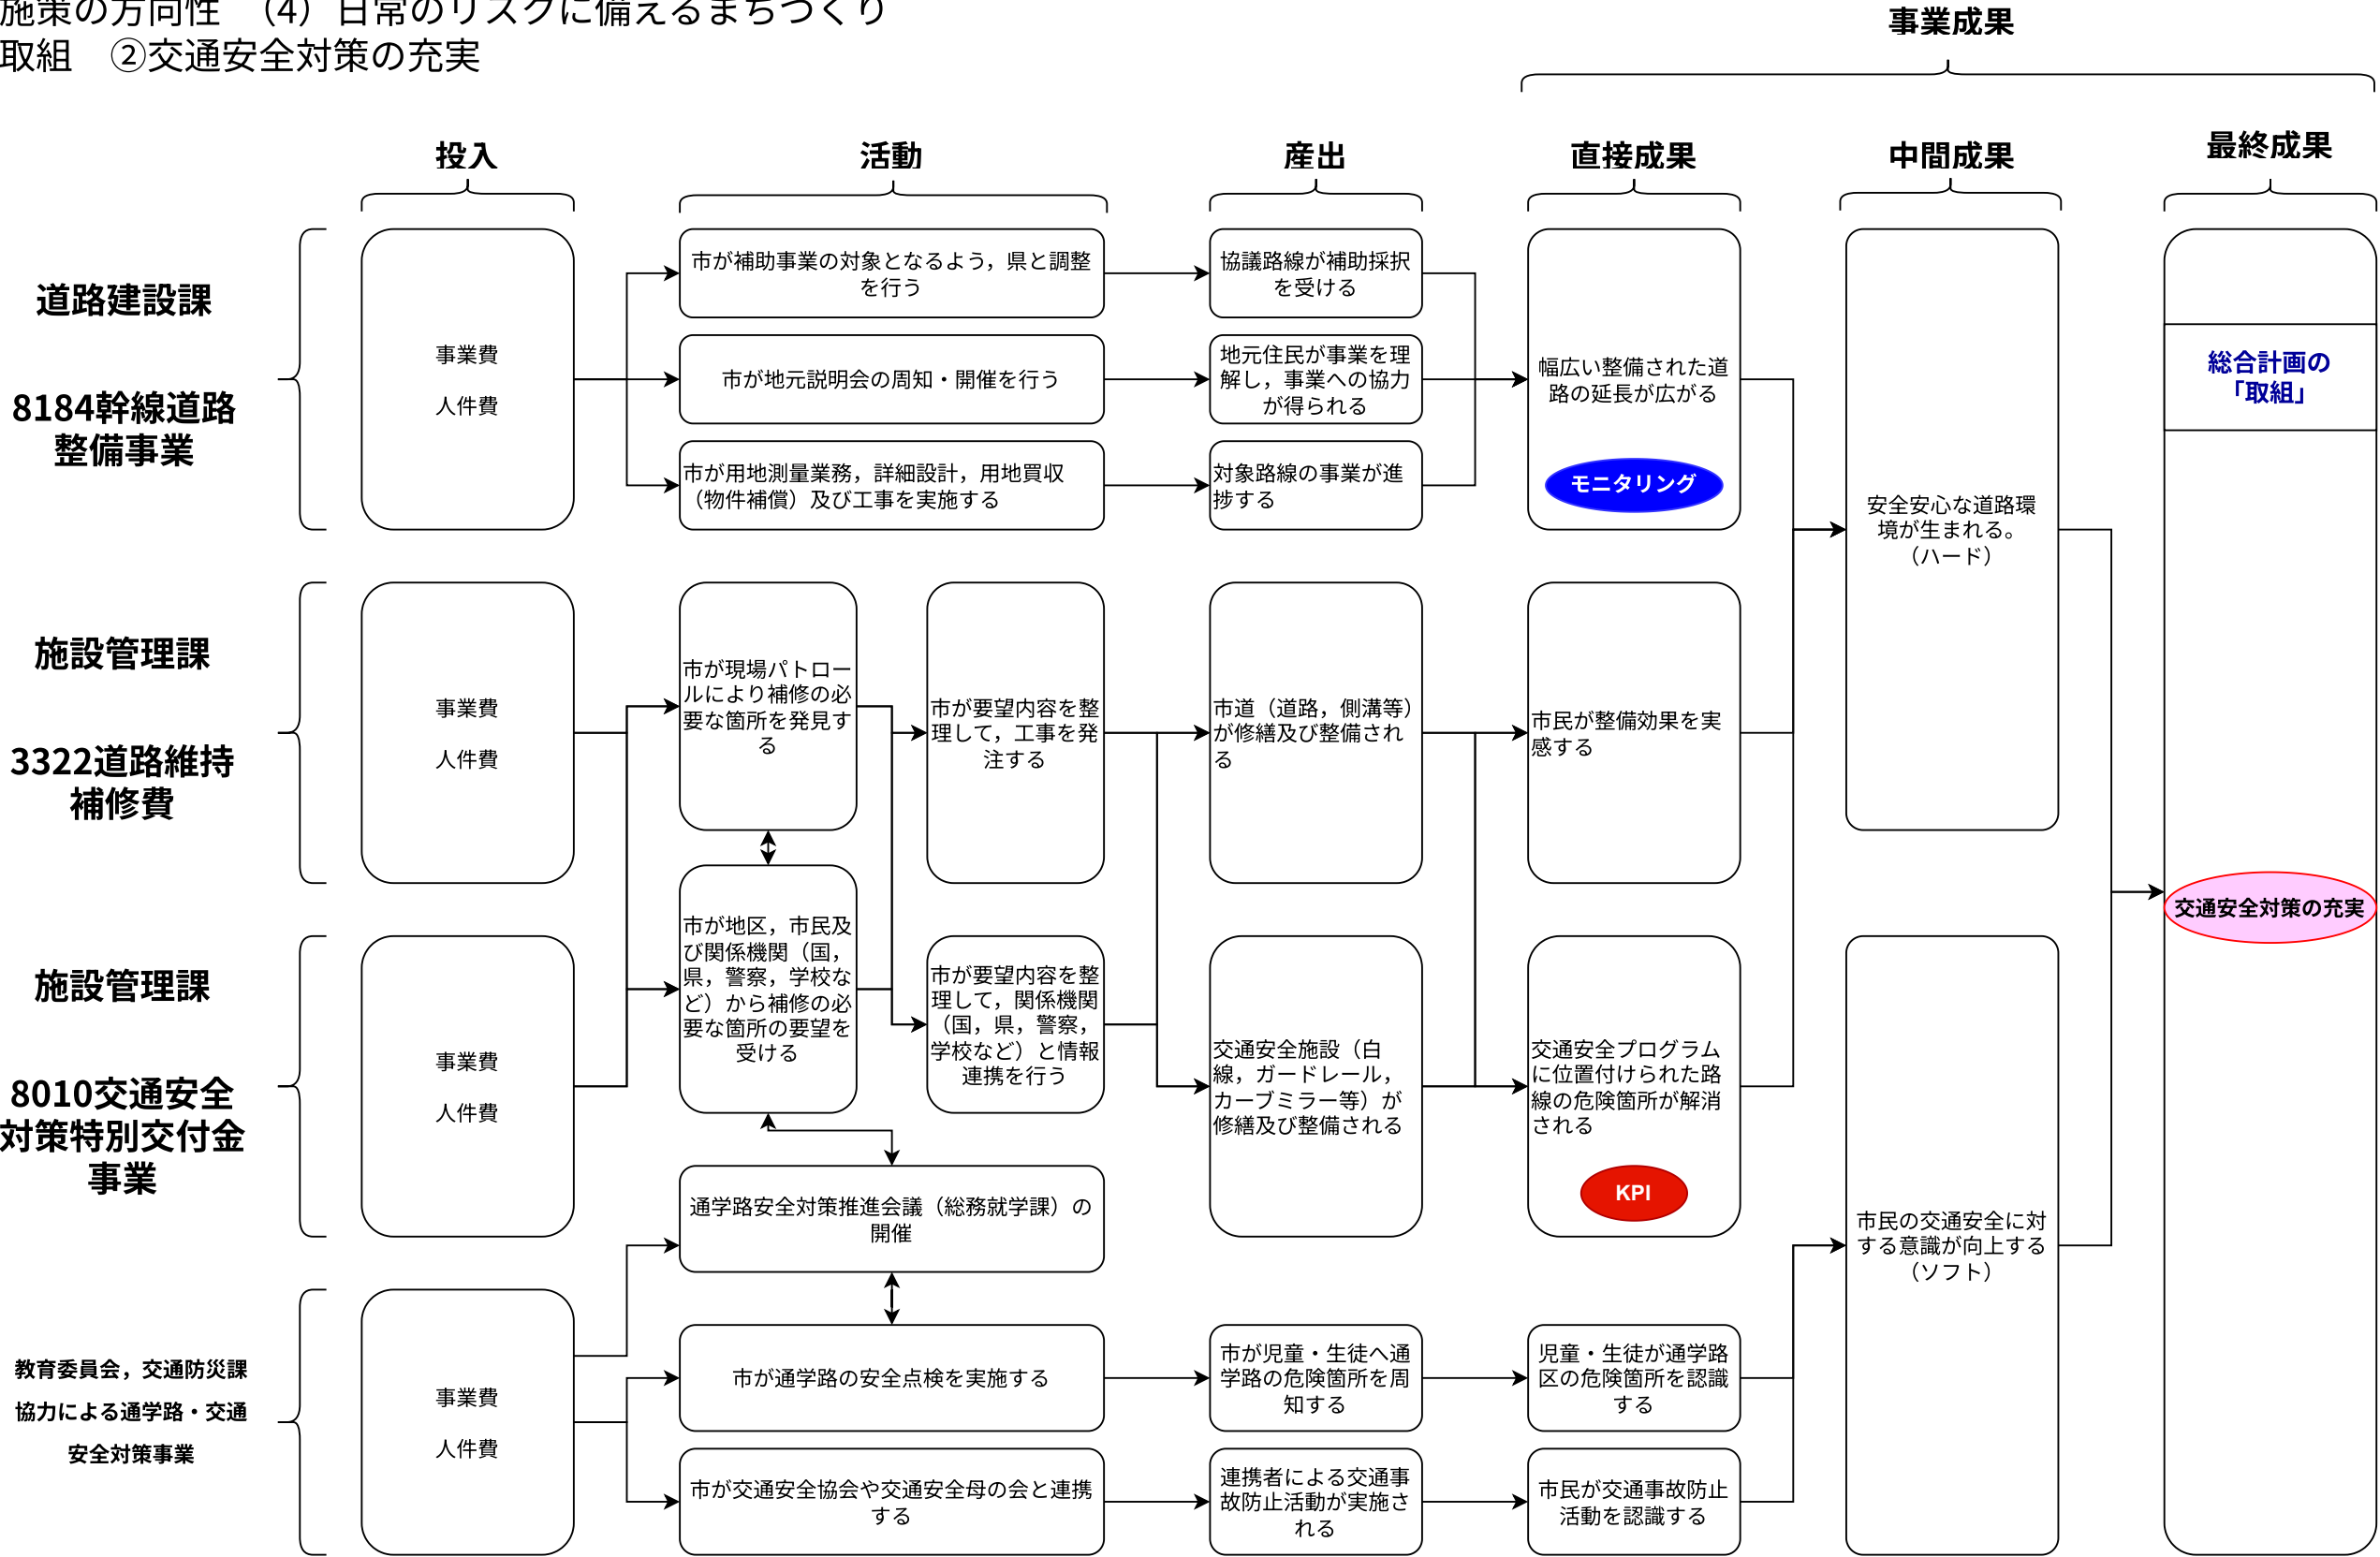 施策の方向性　（4）日常のリスクに備えるまちづくり
取組　②交通安全対策の充実
事業成果
投入
活動
産出
直接成果
中間成果
最終成果
道路建設課
8184幹線道路
整備事業
事業費
人件費
市が補助事業の対象となるよう，県と調整
を行う
市が地元説明会の周知・開催を行う
市が用地測量業務，詳細設計，用地買収
（物件補償）及び工事を実施する
協議路線が補助採択
を受ける
地元住民が事業を理
解し，事業への協力
が得られる
対象路線の事業が進
捗する
幅広い整備された道
路の延長が広がる
モニタリング
安全安心な道路環
境が生まれる。
（ハード）
総合計画の
「取組」
施設管理課
3322道路維持
補修費
事業費
人件費
市が現場パトロー
ルにより補修の必
要な箇所を発見す
る
市が要望内容を整
理して，工事を発
注する
市道（道路，側溝等）
が修繕及び整備され
る
市民が整備効果を実
感する
交通安全対策の充実
施設管理課
8010交通安全
対策特別交付金
事業
事業費
人件費
市が地区，市民及
び関係機関（国，
県，警察，学校な
ど）から補修の必
要な箇所の要望を
受ける
市が要望内容を整
理して，関係機関
（国，県，警察，
学校など）と情報
連携を行う
交通安全施設（白
線，ガードレール，
カーブミラー等）が
修繕及び整備される
交通安全プログラム
に位置付けられた路
線の危険箇所が解消
される
KPI
通学路安全対策推進会議（総務就学課）の
開催
市民の交通安全に対
する意識が向上する
（ソフト）
教育委員会，交通防災課
協力による通学路・交通
安全対策事業
事業費
人件費
市が通学路の安全点検を実施する
市が児童・生徒へ通
学路の危険箇所を周
知する
児童・生徒が通学路
区の危険箇所を認識
する
市が交通安全協会や交通安全母の会と連携
する
連携者による交通事
故防止活動が実施さ
れる
市民が交通事故防止
活動を認識する